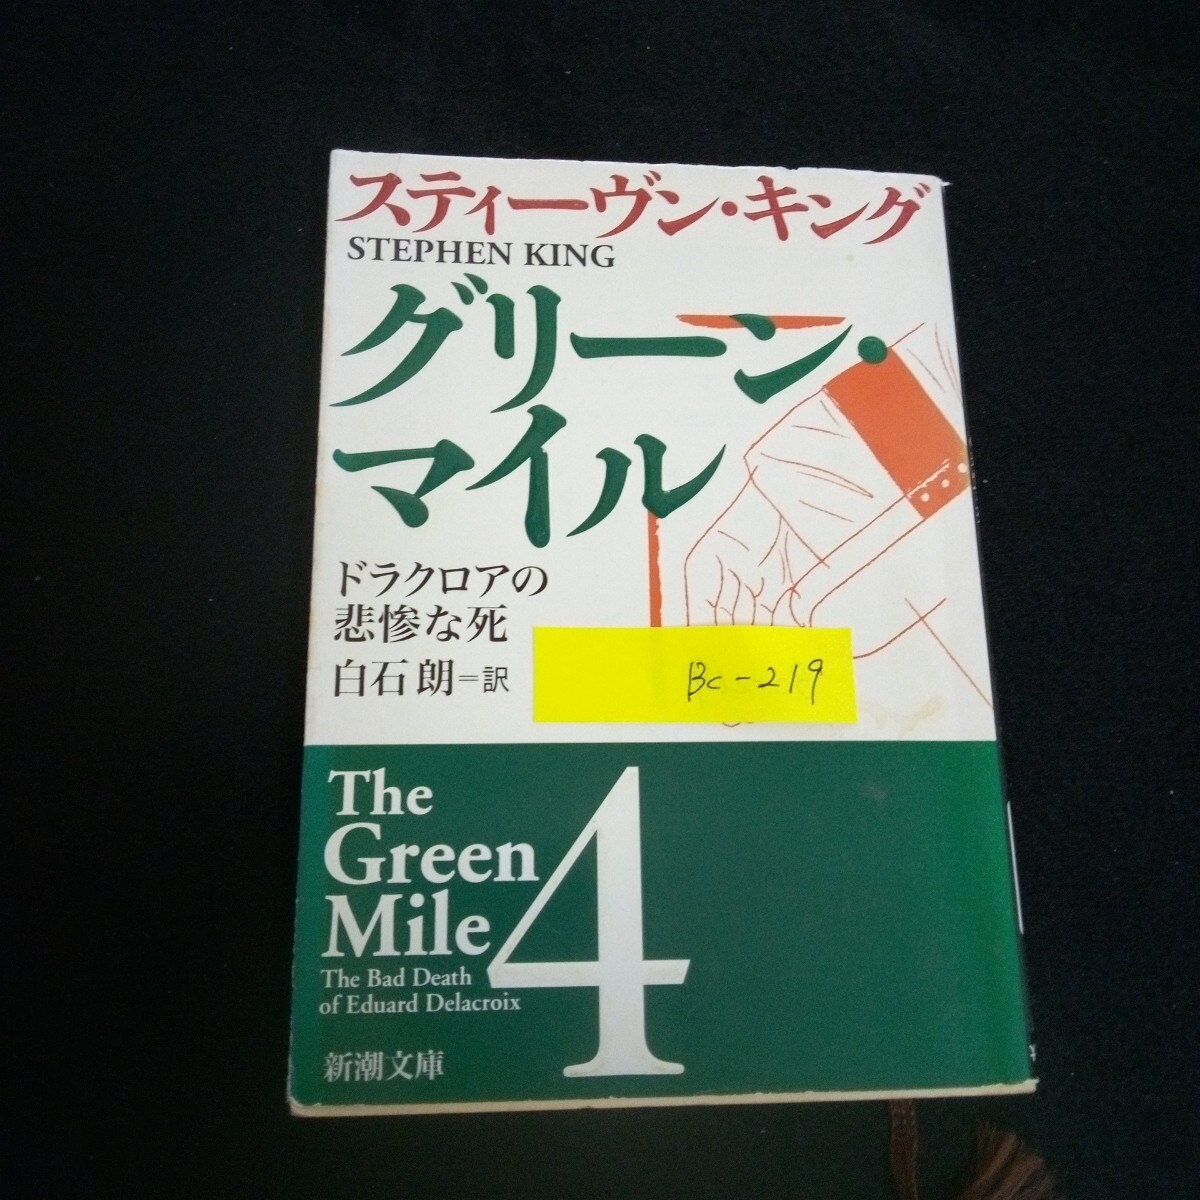 スティーヴン・キング
STEPHEN KING
グリーン・
マイル
ドラクロアの
悲惨な死
白石 朗=訳
Bc-219
The
Green
Mile
4
The Bad Death
of Eduard Delacroix
新潮文庫